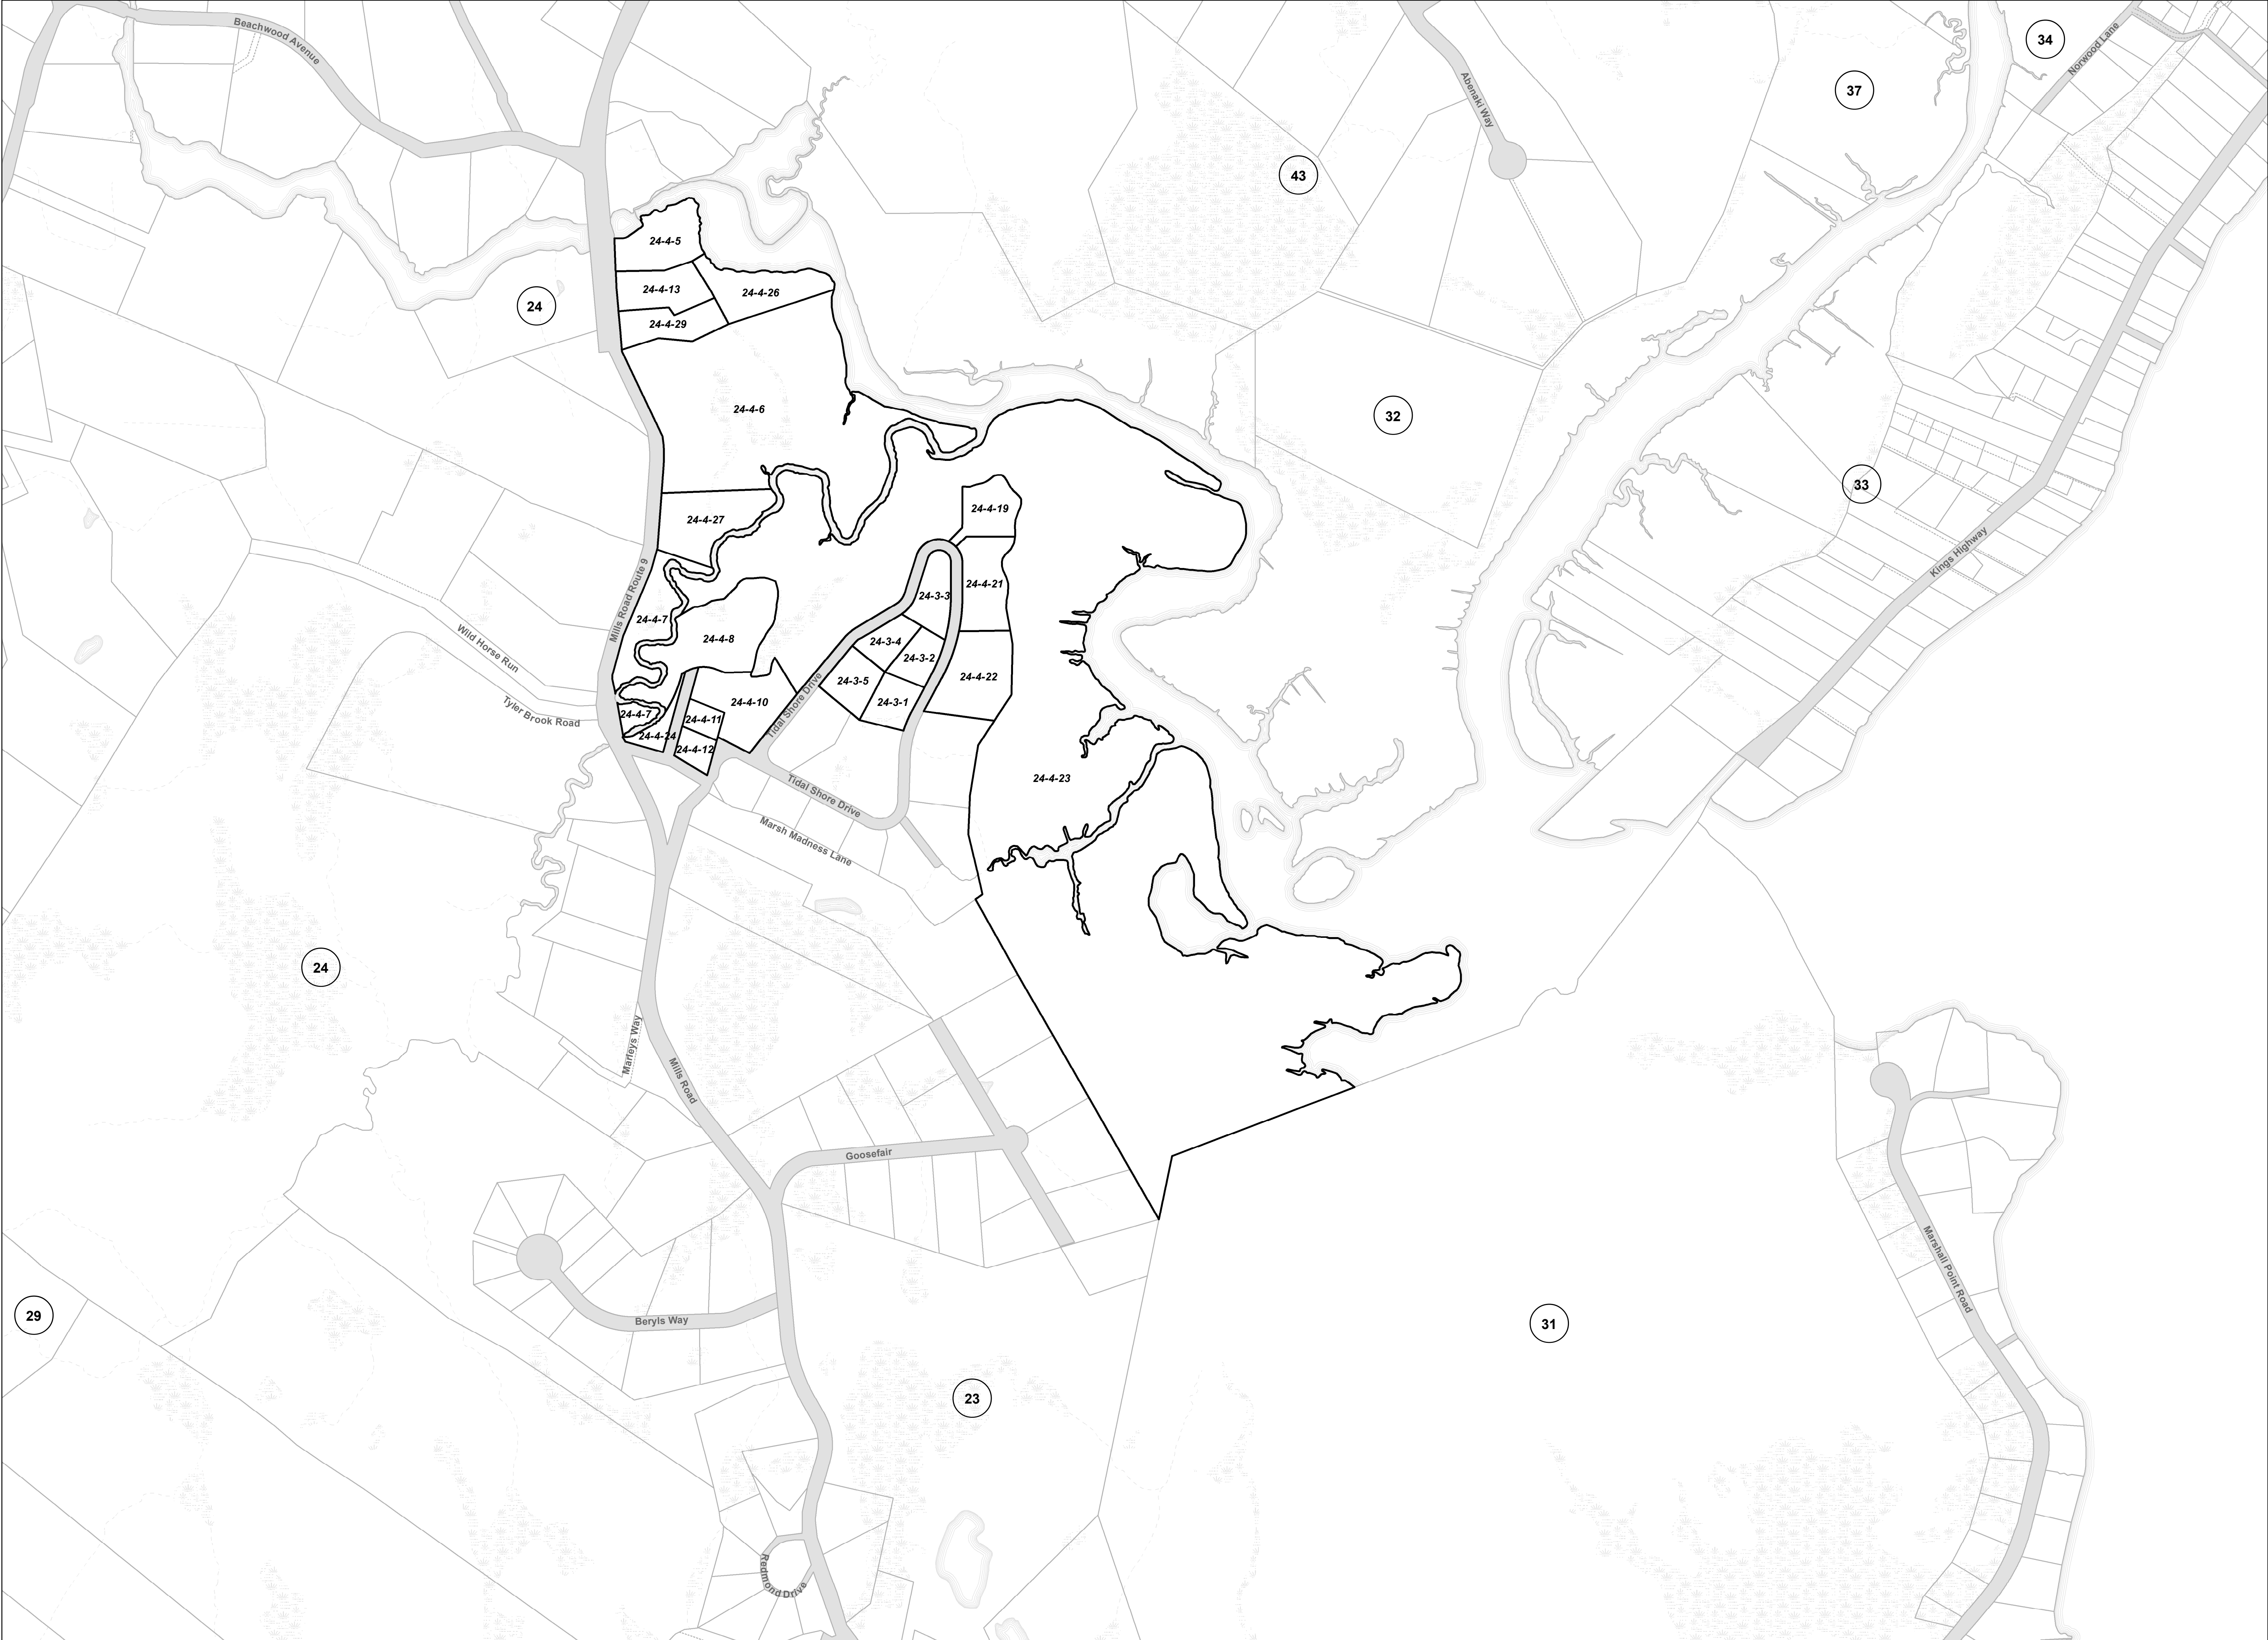 Beachwood Avenue
34
Norwood Lane
37
Abenaki Way
43
24-4-5
24-4-13
24-4-26
24
24-4-29
24-4-6
32
33
24-4-19
24-4-27
Kings Highway
24-4-21
24-3-3
Mills Road Route 9
24-4-7
24-4-8
24-3-4
24-3-2
Wild Horse Run
24-4-22
24-3-5
24-3-1
24-4-10
Tyler Brook Road
24-4-7
24-4-11
Tidal Shore Drive
24-4-24
24-4-12
24-4-23
Tidal Shore Drive
Marsh Madness Lane
24
Marleys Way
Mills Road
Goosefair
Marshall Point Road
29
Beryls Way
31
23
Redmond Drive